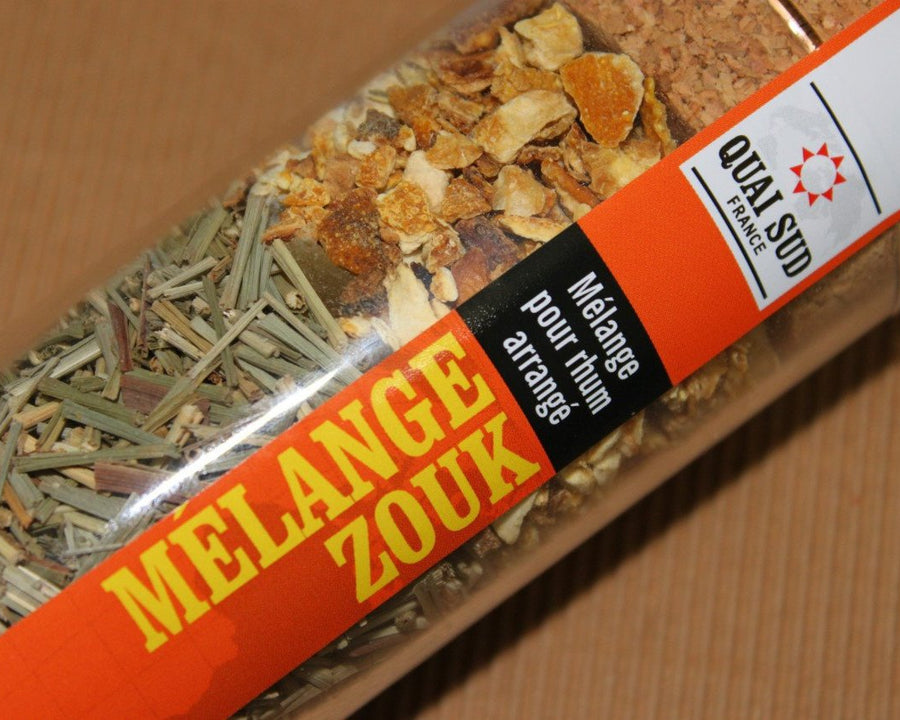 QUAI SUD
FRANCE
Mélange
pour rhum
arrangé
MÉLANGE
ZOUK